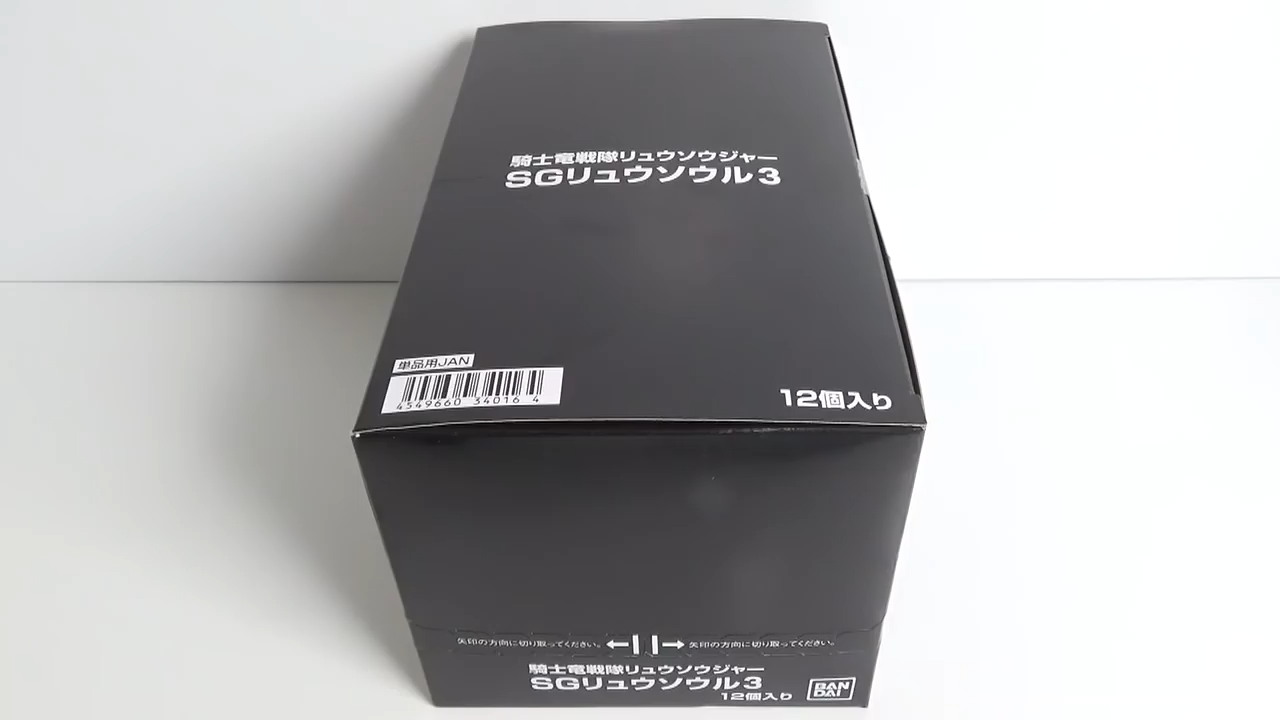 騎士竜戦隊リュウソウジャー
SGリュウソウル3
単品用JAN
4549660 34016 4
12個入り
矢印の方向に切り取ってください。 ← → 矢印の方向に切り取ってください。
騎士竜戦隊リュウソウジャー
SGリュウソウル3
12個入り
BAN
DAI